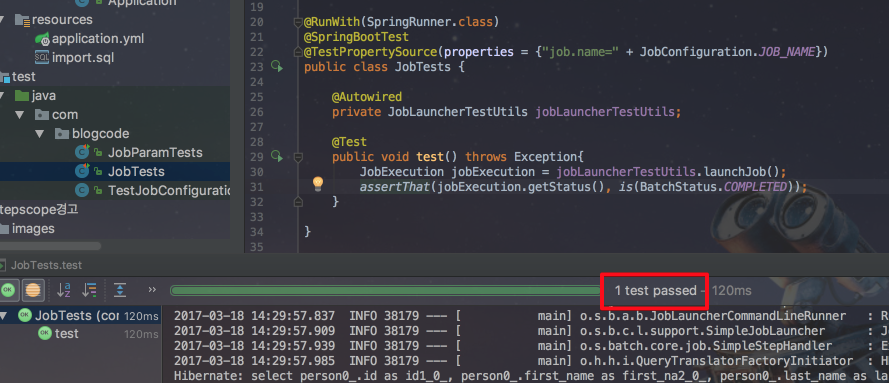 Application
resources
application.yml
import.sql
test
java
com
blogcode
JobParamTests
JobTests
TestJobConfiguratio
tepscope경고
images
19
20 @RunWith(SpringRunner.class)
21 @SpringBootTest
22 @TestPropertySource(properties = {"job.name=" + JobConfiguration.JOB_NAME})
23 public class JobTests {
24
25 @Autowired
26 private JobLauncherTestUtils jobLauncherTestUtils;
27
28 @Test
29 public void test() throws Exception{
30 JobExecution jobExecution = jobLauncherTestUtils.launchJob();
31 assertThat(jobExecution.getStatus(), is(BatchStatus.COMPLETED));
32 }
33
34 }
35
JobTests.test
OK >> 1 test passed - 120ms
OK JobTests (co 120ms
OK test 120ms
2017-03-18 14:29:57.837 INFO 38179 --- [ main] o.s.b.a.b.JobLauncherCommandLineRunner : R
2017-03-18 14:29:57.909 INFO 38179 --- [ main] o.s.b.c.l.support.SimpleJobLauncher : J
2017-03-18 14:29:57.939 INFO 38179 --- [ main] o.s.batch.core.job.SimpleStepHandler : E
2017-03-18 14:29:57.985 INFO 38179 --- [ main] o.h.h.i.QueryTranslatorFactoryInitiator : H
Hibernate: select person0_.id as id1_0_, person0_.first_name as first_na2_0_, person0_.last_name as la